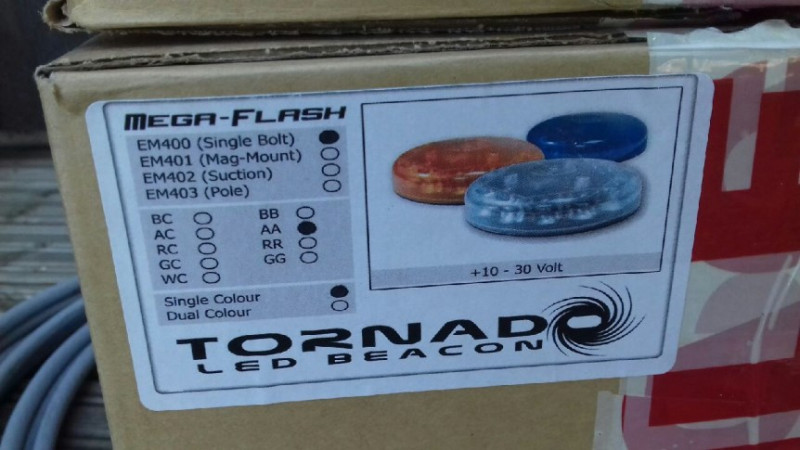 MEGA-FLASH
EM400 (Single Bolt)
EM401 (Mag-Mount)
EM402 (Suction)
EM403 (Pole)
BC
AC
RC
GC
WC
BB
AA
RR
GG
Single Colour
Dual Colour
+10 - 30 Volt
TORNADO
LED BEACON